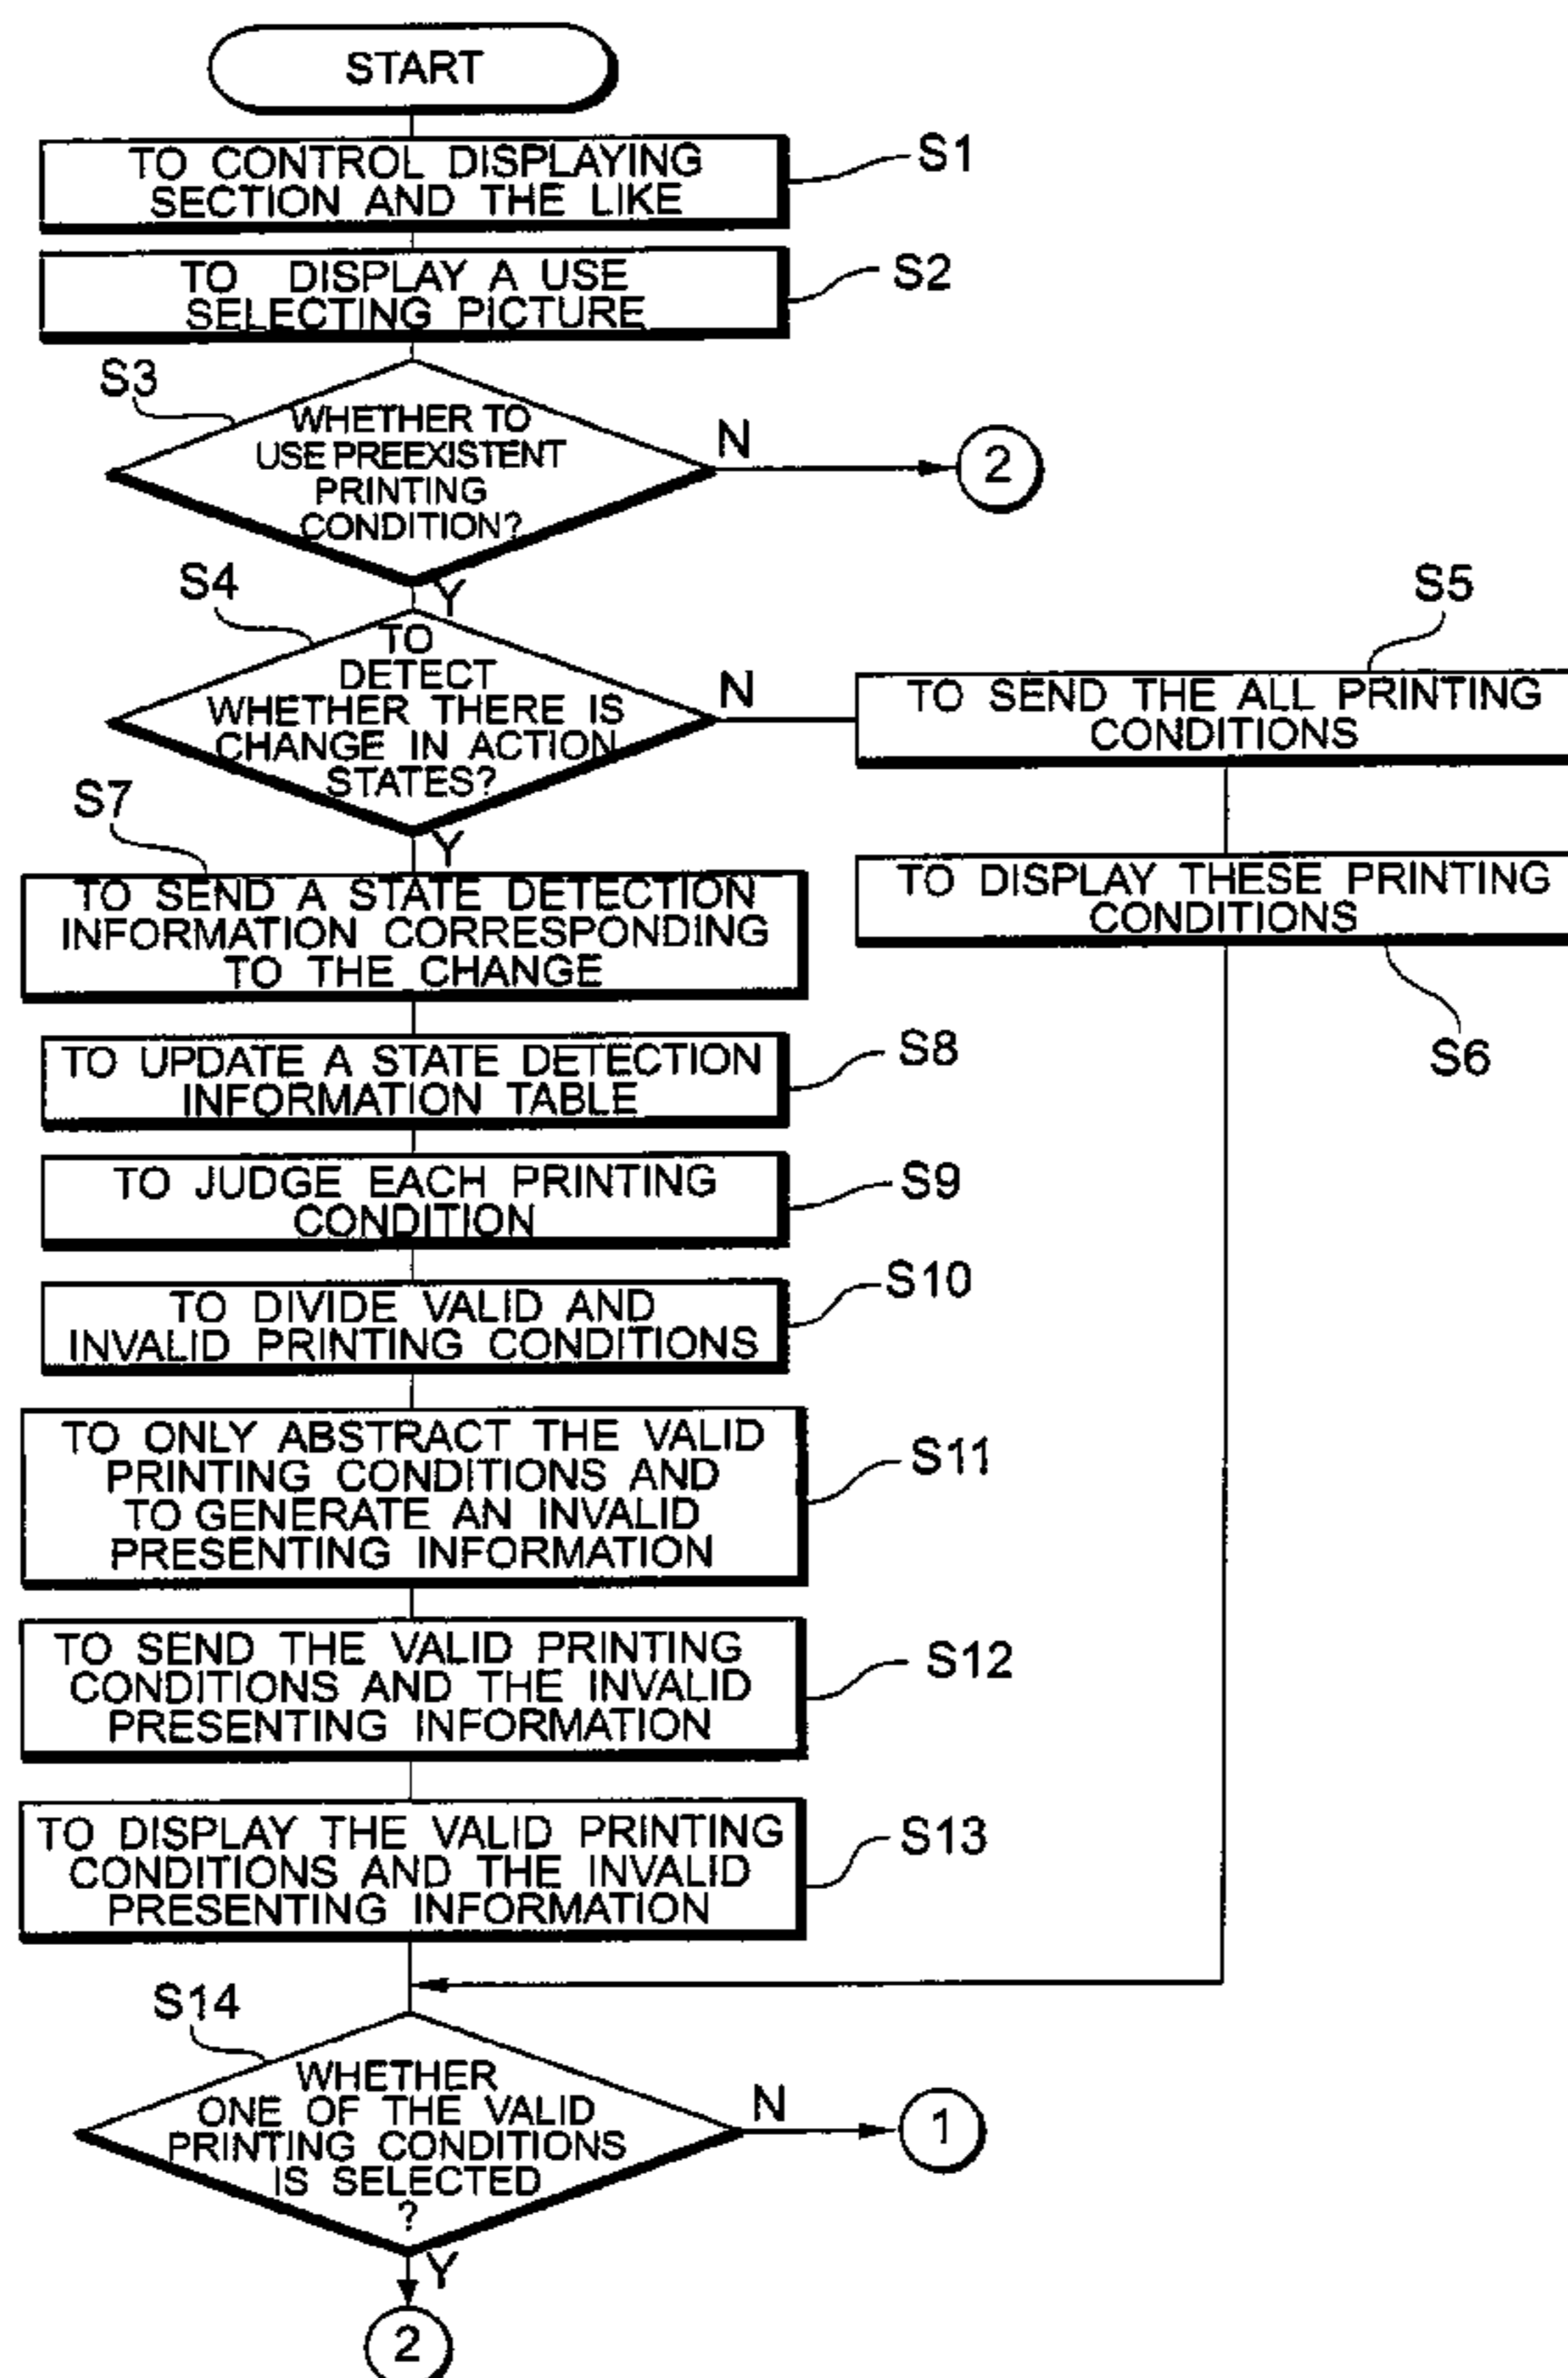 START
TO CONTROL DISPLAYING
SECTION AND THE LIKE
S1
TO DISPLAY A USE
SELECTING PICTURE
S2
S3
WHETHER TO
USE PREEXISTENT
PRINTING
CONDITION?
N
2
Y
S4
TO
DETECT
WHETHER THERE IS
CHANGE IN ACTION
STATES?
N
S5
TO SEND THE ALL PRINTING
CONDITIONS
Y
S7
TO SEND A STATE DETECTION
INFORMATION CORRESPONDING
TO THE CHANGE
TO DISPLAY THESE PRINTING
CONDITIONS
S6
TO UPDATE A STATE DETECTION
INFORMATION TABLE
S8
TO JUDGE EACH PRINTING
CONDITION
S9
TO DIVIDE VALID AND
INVALID PRINTING CONDITIONS
S10
TO ONLY ABSTRACT THE VALID
PRINTING CONDITIONS AND
TO GENERATE AN INVALID
PRESENTING INFORMATION
S11
TO SEND THE VALID PRINTING
CONDITIONS AND THE INVALID
PRESENTING INFORMATION
S12
TO DISPLAY THE VALID PRINTING
CONDITIONS AND THE INVALID
PRESENTING INFORMATION
S13
S14
WHETHER
ONE OF THE VALID
PRINTING CONDITIONS
IS SELECTED
?
N
1
Y
2